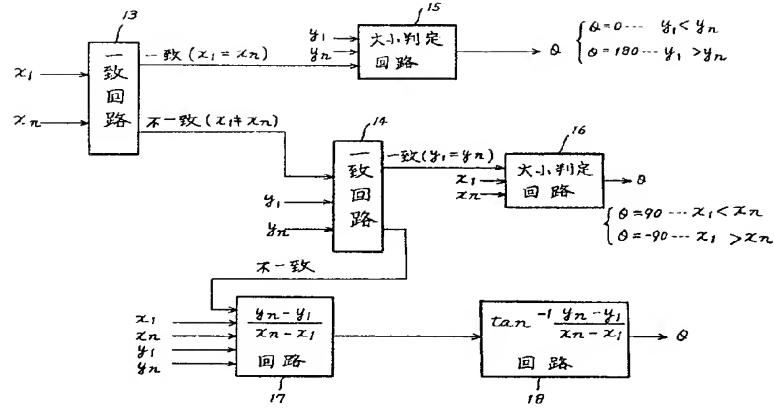 13
x1
xn
一致回路
一致 (x1 = xn)
不一致 (x1 ≠ xn)
15
y1
yn
大小判定
回路
θ
{ θ=0 --- y1 < yn
θ=180 --- y1 > yn
14
y1
yn
一致回路
一致(y1 = yn)
不一致
16
x1
xn
大小判定
回路
θ
{ θ=90 --- x1 < xn
θ=-90 --- x1 > xn
x1
xn
y1
yn
yn - y1
xn - x1
回路
17
tan -1 yn - y1
xn - x1
回路
18
θ